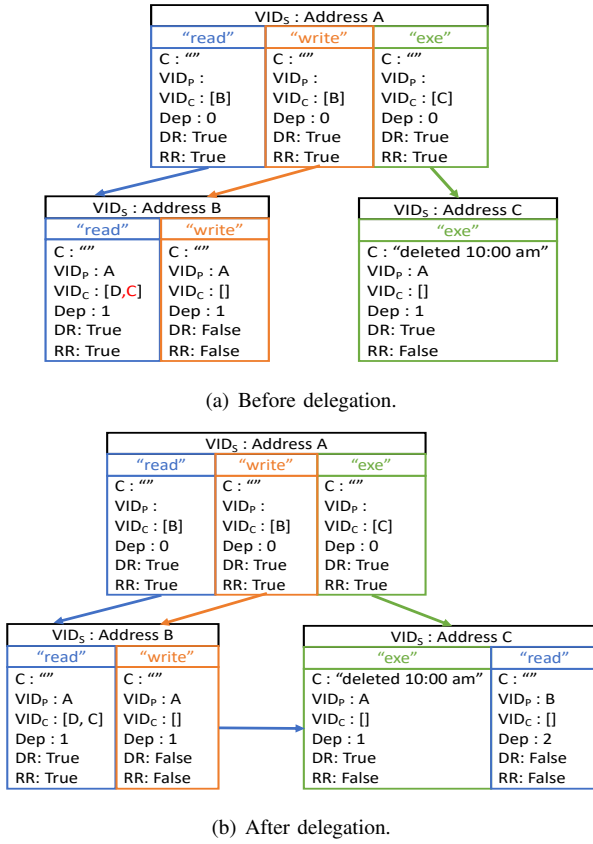 VIDS : Address A
“read” “write” “exe”
C : “” C : “” C : “”
VIDP : VIDP : VIDP :
VIDC : [B] VIDC : [B] VIDC : [C]
Dep : 0 Dep : 0 Dep : 0
DR: True DR: True DR: True
RR: True RR: True RR: True
VIDS : Address B VIDS : Address C
“read” “write” “exe”
C : “” C : “” C : “deleted 10:00 am”
VIDP : A VIDP : A VIDP : A
VIDC : [D,C] VIDC : [] VIDC : []
Dep : 1 Dep : 1 Dep : 1
DR: True DR: False DR: True
RR: True RR: False RR: False
(a) Before delegation.
VIDS : Address A
“read” “write” “exe”
C : “” C : “” C : “”
VIDP : VIDP : VIDP :
VIDC : [B] VIDC : [B] VIDC : [C]
Dep : 0 Dep : 0 Dep : 0
DR: True DR: True DR: True
RR: True RR: True RR: True
VIDS : Address B VIDS : Address C
“read” “write” “exe” “read”
C : “” C : “” C : “deleted 10:00 am” C : “”
VIDP : A VIDP : A VIDP : A VIDP : B
VIDC : [D, C] VIDC : [] VIDC : [] VIDC : []
Dep : 1 Dep : 1 Dep : 1 Dep : 2
DR: True DR: False DR: True DR: False
RR: True RR: False RR: False RR: False
(b) After delegation.